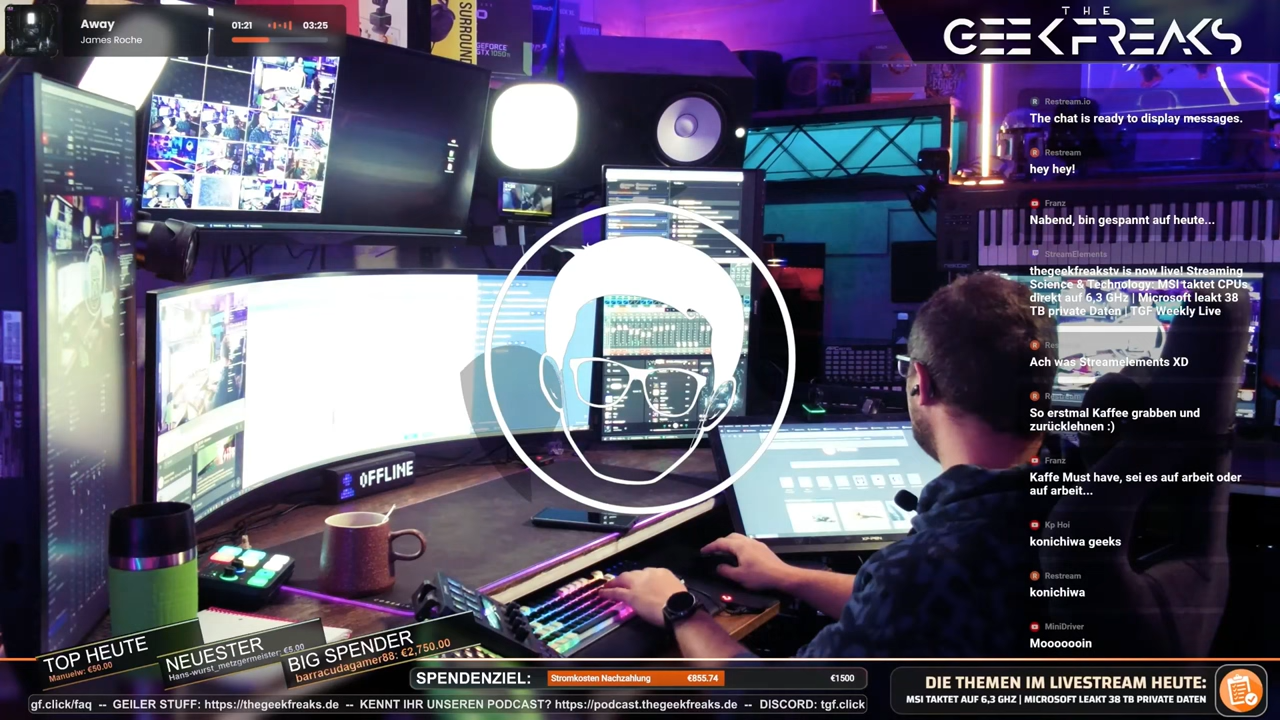 Away
James Roche
01:21
03:25
SURROUND
GEFORCE
GTX 1050Ti
THE
GEEKFREAKS
Restream.io
The chat is ready to display messages.
Restream
hey hey!
Franz
Nabend, bin gespannt auf heute...
StreamElements
thegeekfreakstv is now live! Streaming
Science & Technology: MSI taktet CPUs
direkt auf 6,3 GHz | Microsoft leakt 38
TB private Daten | TGF Weekly Live
Ach was Streamelements XD
So erstmal Kaffee grabben und
zurücklehnen :)
Franz
Kaffe Must have, sei es auf arbeit oder
auf arbeit...
Kp Hoi
konichiwa geeks
Restream
konichiwa
MiniDriver
Mooooooin
OFFLINE
TOP HEUTE
Manuelw: €50.00
NEUESTER
Hans-wurst_metzgermeister: €5.00
BIG SPENDER
barracudagamer88: €2,750.00
SPENDENZIEL:
Stromkosten Nachzahlung
€855.74
€1500
gf.click/faq -- GEILER STUFF: https://thegeekfreaks.de -- KENNT IHR UNSEREN PODCAST? https://podcast.thegeekfreaks.de -- DISCORD: tgf.click
DIE THEMEN IM LIVESTREAM HEUTE:
MSI TAKTET AUF 6,3 GHZ | MICROSOFT LEAKT 38 TB PRIVATE DATEN